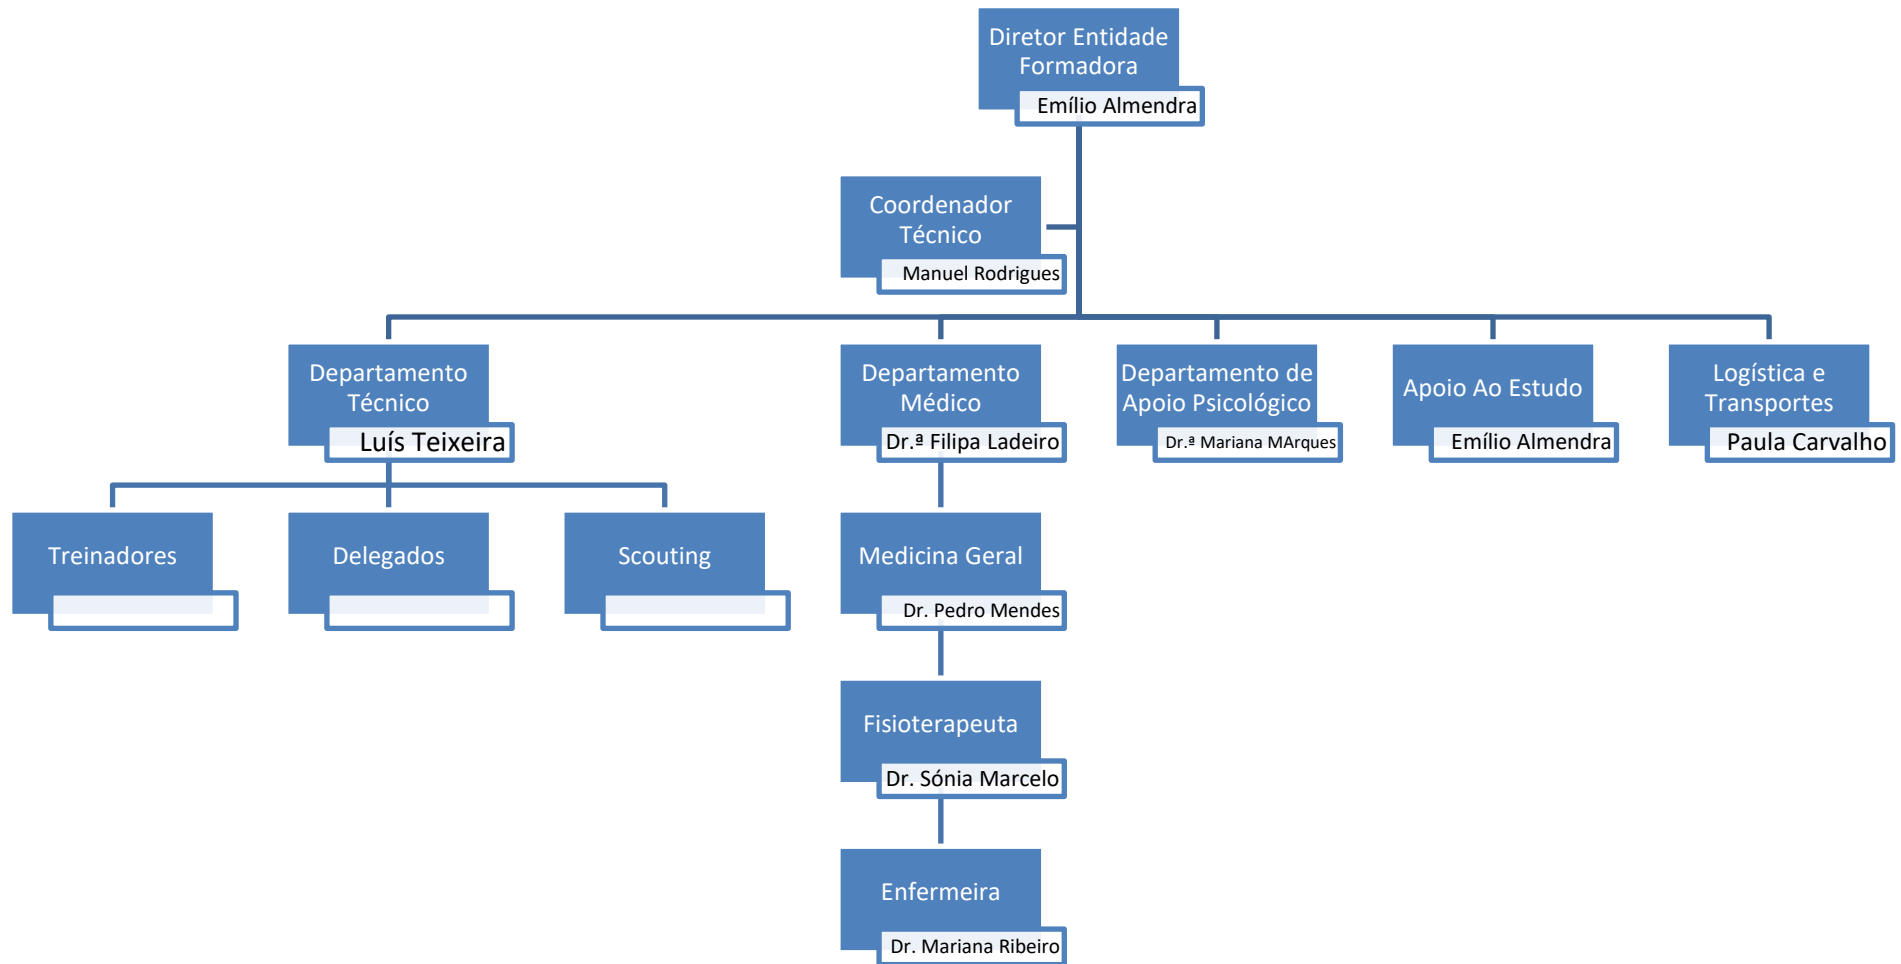 Diretor Entidade
Formadora
Emílio Almendra
Coordenador
Técnico
Manuel Rodrigues
Departamento
Técnico
Luís Teixeira
Departamento
Médico
Dr.ª Filipa Ladeiro
Departamento de
Apoio Psicológico
Dr.ª Mariana MArques
Apoio Ao Estudo
Emílio Almendra
Logística e
Transportes
Paula Carvalho
Treinadores
Delegados
Scouting
Medicina Geral
Dr. Pedro Mendes
Fisioterapeuta
Dr. Sónia Marcelo
Enfermeira
Dr. Mariana Ribeiro